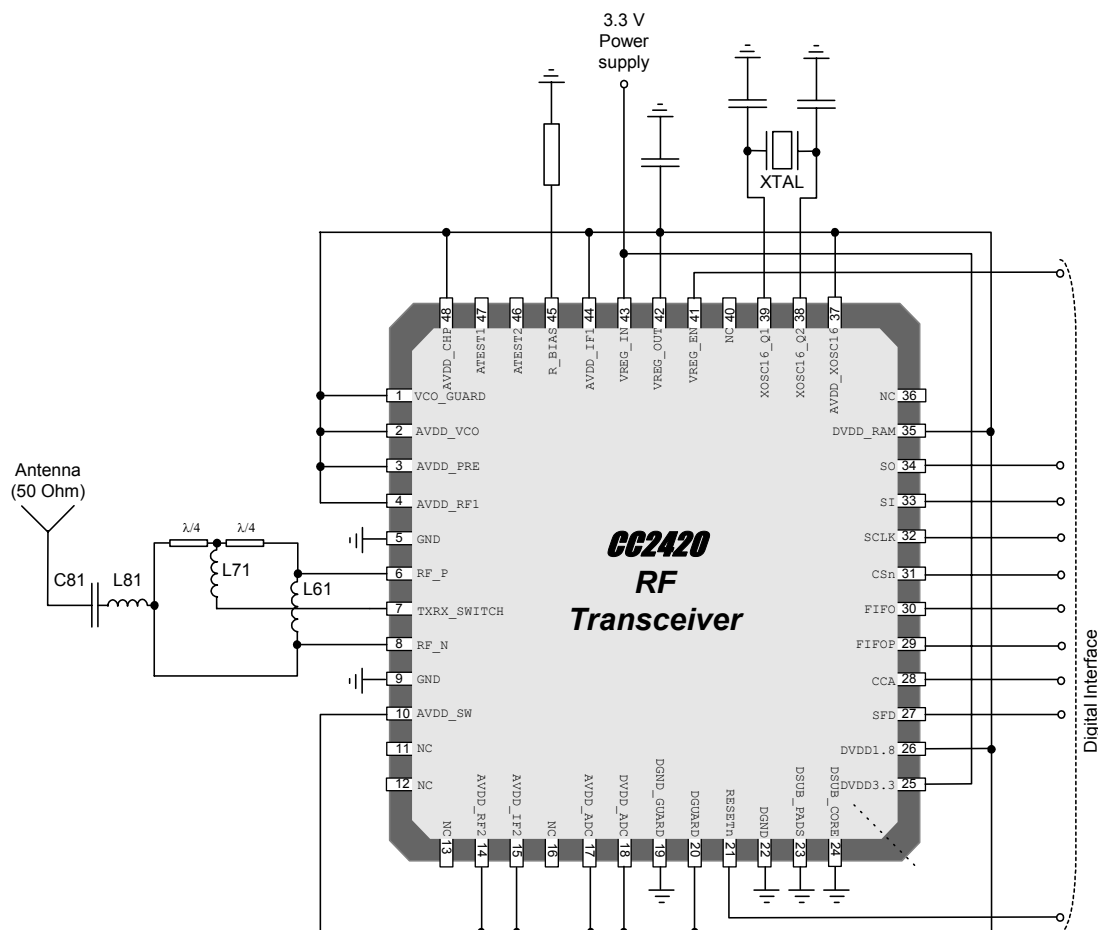 3.3 V
Power
supply
XTAL
48
47
46
45
44
43
42
41
40
39
38
37
AVDD_CHP
ATEST1
ATEST2
R_BIAS
AVDD_IF1
VREG_IN
VREG_OUT
VREG_EN
NC
XOSC16_Q1
XOSC16_Q2
AVDD_XOSC16
1 VCO_GUARD
2 AVDD_VCO
3 AVDD_PRE
4 AVDD_RF1
5 GND
6 RF_P
7 TXRX_SWITCH
8 RF_N
9 GND
10 AVDD_SW
11 NC
12 NC
Antenna
(50 Ohm)
λ/4
λ/4
C81
L81
L71
L61
CC2420
RF
Transceiver
NC 36
DVDD_RAM 35
SO 34
SI 33
SCLK 32
CSn 31
FIFO 30
FIFOP 29
CCA 28
SFD 27
DVDD1.8 26
DVDD3.3 25
Digital Interface
NC
AVDD_RF2
AVDD_IF2
NC
AVDD_ADC
DVDD_ADC
DGND_GUARD
DGUARD
RESETn
DGND
DSUB_PADS
DSUB_CORE
13
14
15
16
17
18
19
20
21
22
23
24